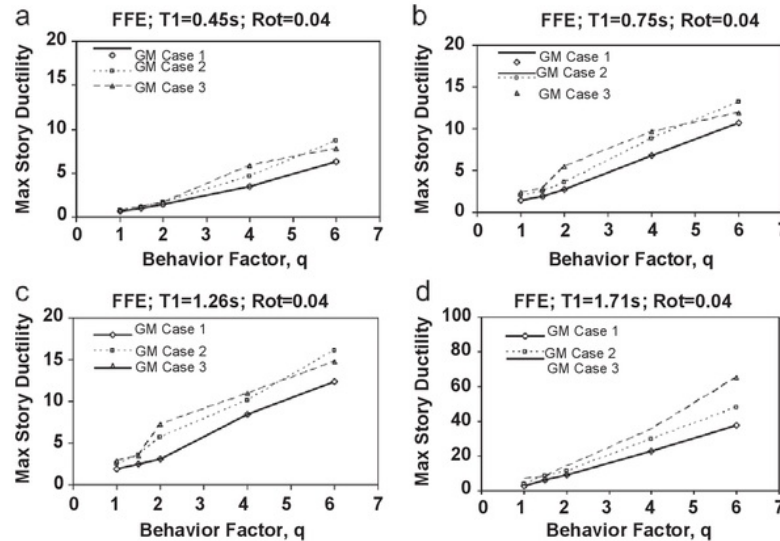 a
FFE; T1=0.45s; Rot=0.04
Max Story Ductility
20
15
10
5
0
GM Case 1
GM Case 2
GM Case 3
0 1 2 3 4 5 6 7
Behavior Factor, q
b
FFE; T1=0.75s; Rot=0.04
Max Story Ductility
20
15
10
5
0
GM Case 1
GM Case 2
GM Case 3
0 1 2 3 4 5 6 7
Behavior Factor, q
c
FFE; T1=1.26s; Rot=0.04
Max Story Ductility
20
15
10
5
0
GM Case 1
GM Case 2
GM Case 3
0 1 2 3 4 5 6 7
Behavior Factor, q
d
FFE; T1=1.71s; Rot=0.04
Max Story Ductility
100
80
60
40
20
0
GM Case 1
GM Case 2
GM Case 3
0 1 2 3 4 5 6 7
Behavior Factor, q